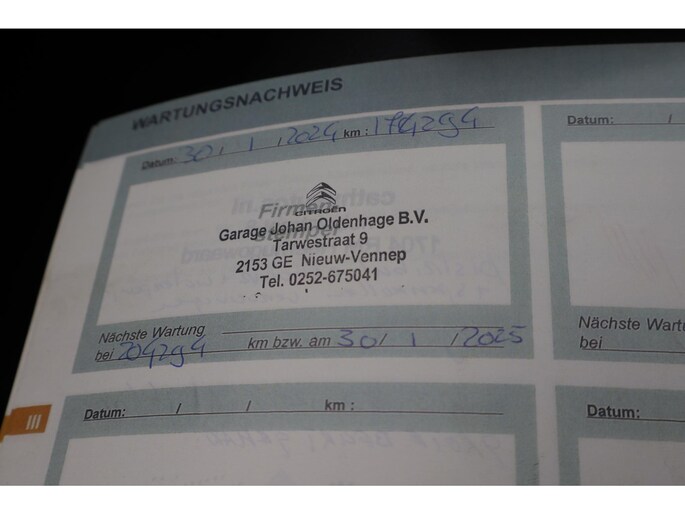 WARTUNGSNACHWEIS
Datum: 30 / 1 / 2024 km : 174294
Datum: /
Firmen
CITROËN
stempel
Garage Johan Oldenhage B.V.
Tarwestraat 9
2153 GE Nieuw-Vennep
Tel. 0252-675041
Nächste Wartung
bei 204294 km bzw. am 30 / 1 / 2025
Nächste Wartu
bei
III
Datum: / / km :
Datum: